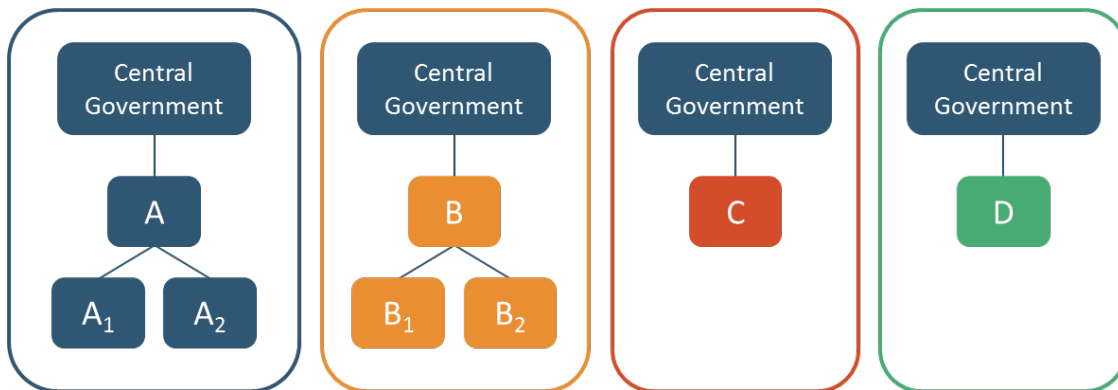 Central
Government
A
A₁
A₂
Central
Government
B
B₁
B₂
Central
Government
C
Central
Government
D